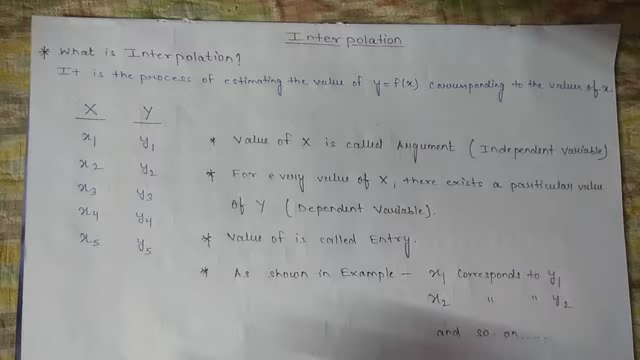 Interpolation
* What is Interpolation?
It is the process of estimating the value of y=f(x) corresponding to the values of x.
X Y
x1 y1 * Value of X is called Argument (Independent Variable)
x2 y2 * For every value of X, there exists a particular value
x3 y3 of Y (Dependent Variable).
x4 y4
x5 y5 * Value of is called Entry.
* As shown in Example - x1 corresponds to y1
x2 " " y2
and so on.....